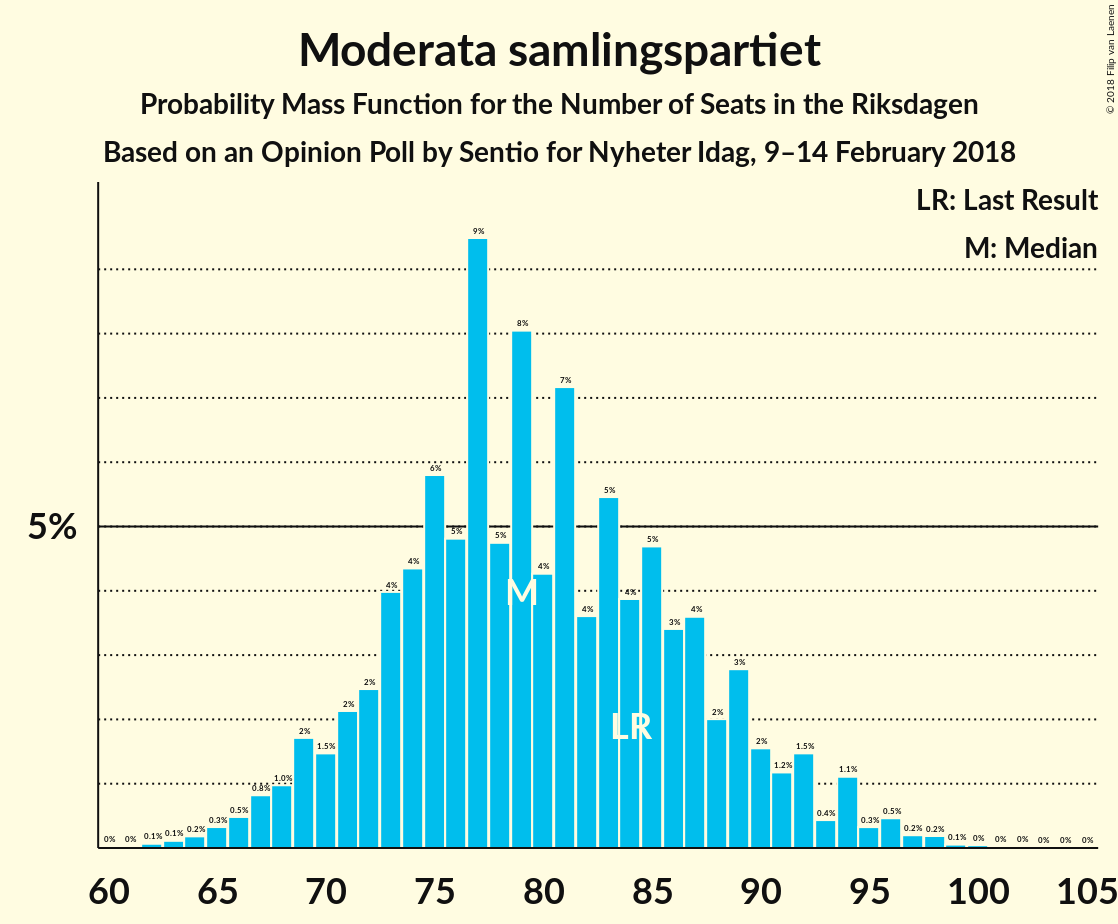 Moderata samlingspartiet
Probability Mass Function for the Number of Seats in the Riksdagen
Based on an Opinion Poll by Sentio for Nyheter Idag, 9–14 February 2018
© 2018 Filip van Laenen
LR: Last Result
M: Median
5%
0% 0% 0.1% 0.1% 0.2% 0.3% 0.5% 0.8% 1.0% 2% 1.5% 2% 2% 4% 4% 6% 5% 9% 5% 8% 4% 7% 4% 5% 4% 5% 3% 4% 2% 3% 2% 1.2% 1.5% 0.4% 1.1% 0.3% 0.5% 0.2% 0.2% 0.1% 0% 0% 0% 0% 0% 0%
M
LR
60 65 70 75 80 85 90 95 100 105